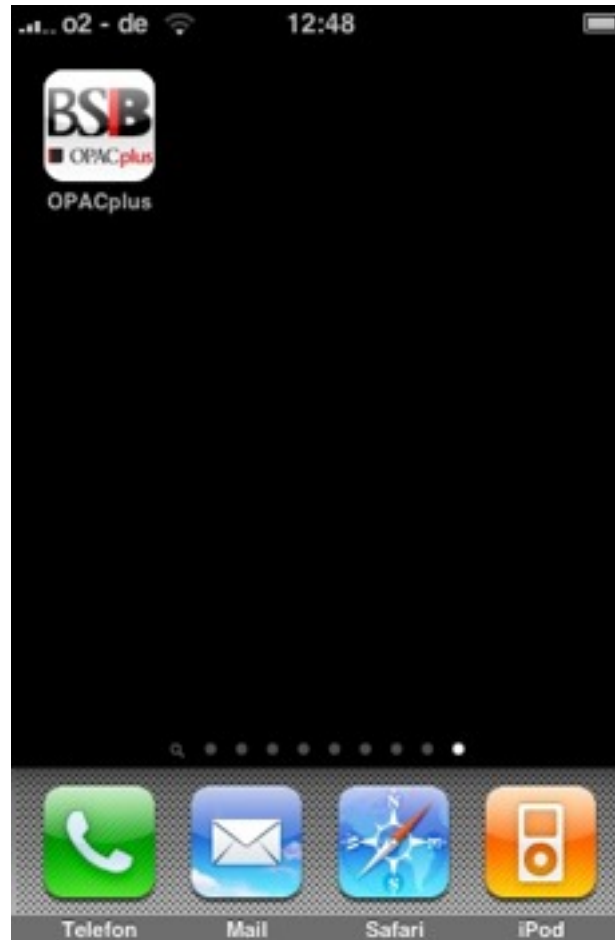 o2 - de 12:48
BSB
OPACplus
OPACplus
N
S
Telefon Mail Safari iPod